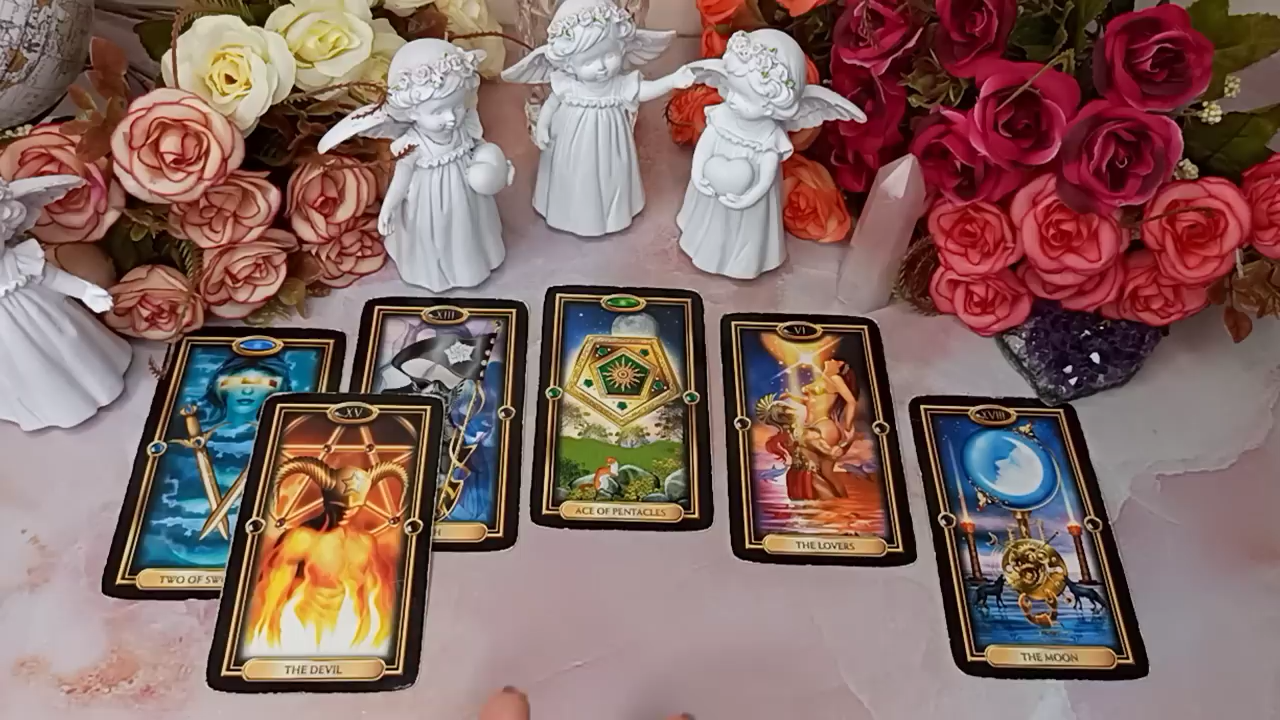 XIII
VI
XV
XVIII
TWO OF SW
ACE OF PENTACLES
THE LOVERS
THE DEVIL
THE MOON